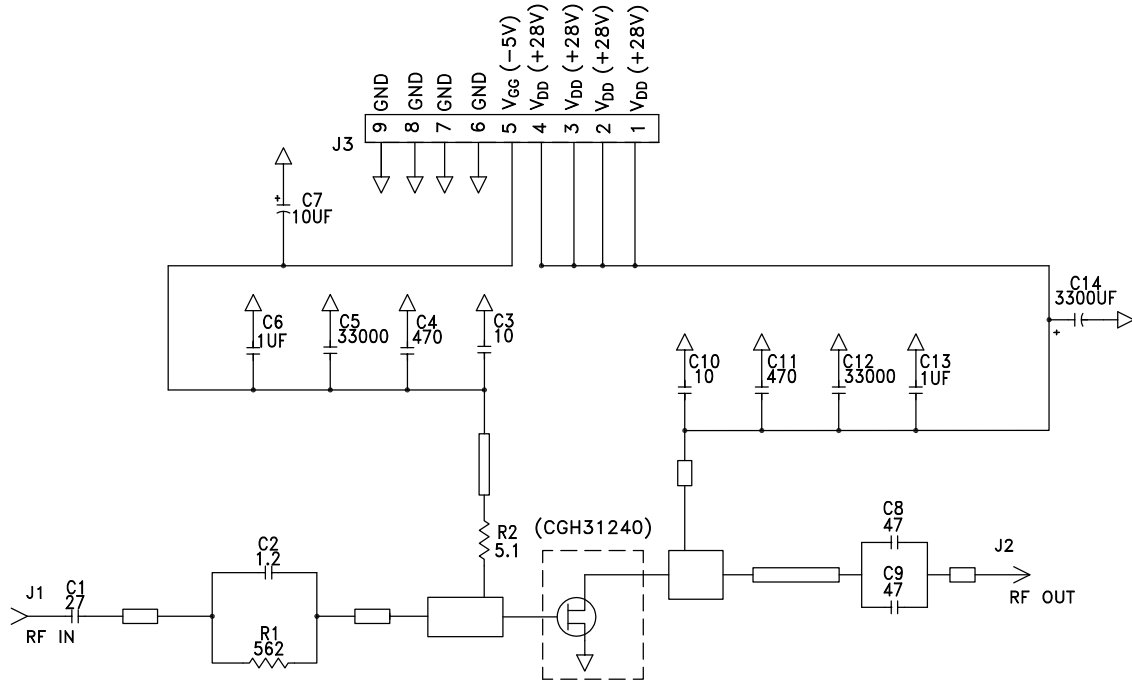 GND
GND
GND
GND
VGG (−5V)
VDD (+28V)
VDD (+28V)
VDD (+28V)
VDD (+28V)
9 8 7 6 5 4 3 2 1
J3
+
C7
10UF
C6
1UF
C5
33000
C4
470
C3
10
C14
3300UF
+
C10
10
C11
470
C12
33000
C13
1UF
R2
5.1
(CGH31240)
C8
47
C9
47
J2
RF OUT
C2
1.2
J1
C1
27
RF IN
R1
562